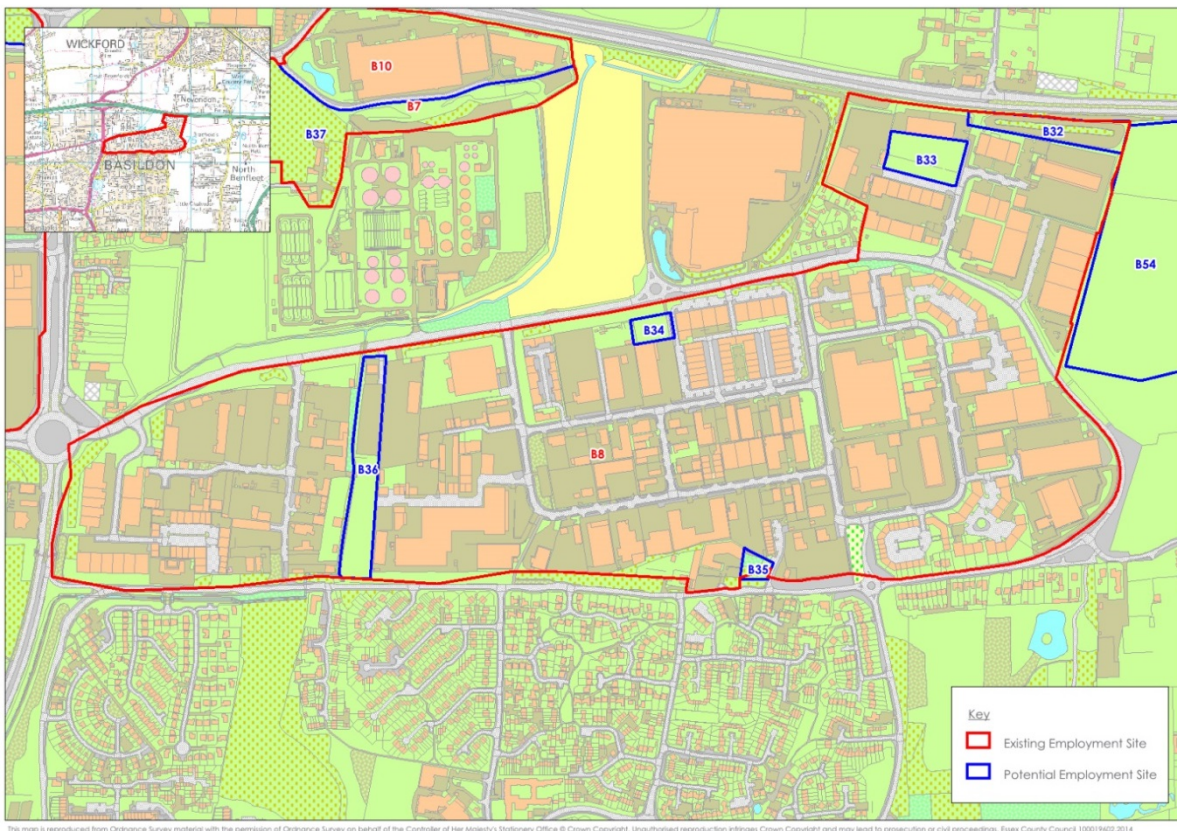 WICKFORD
Nevendon
BASILDON
North
Benfleet
B10
B7
B37
B32
B33
B54
B34
B8
B36
B35
Key
Existing Employment Site
Potential Employment Site
This map is reproduced from Ordnance Survey material with the permission of Ordnance Survey on behalf of the Controller of Her Majesty's Stationery Office © Crown Copyright. Unauthorised reproduction infringes Crown Copyright and may lead to prosecution or civil proceedings. Essex County Council 100019602 2014